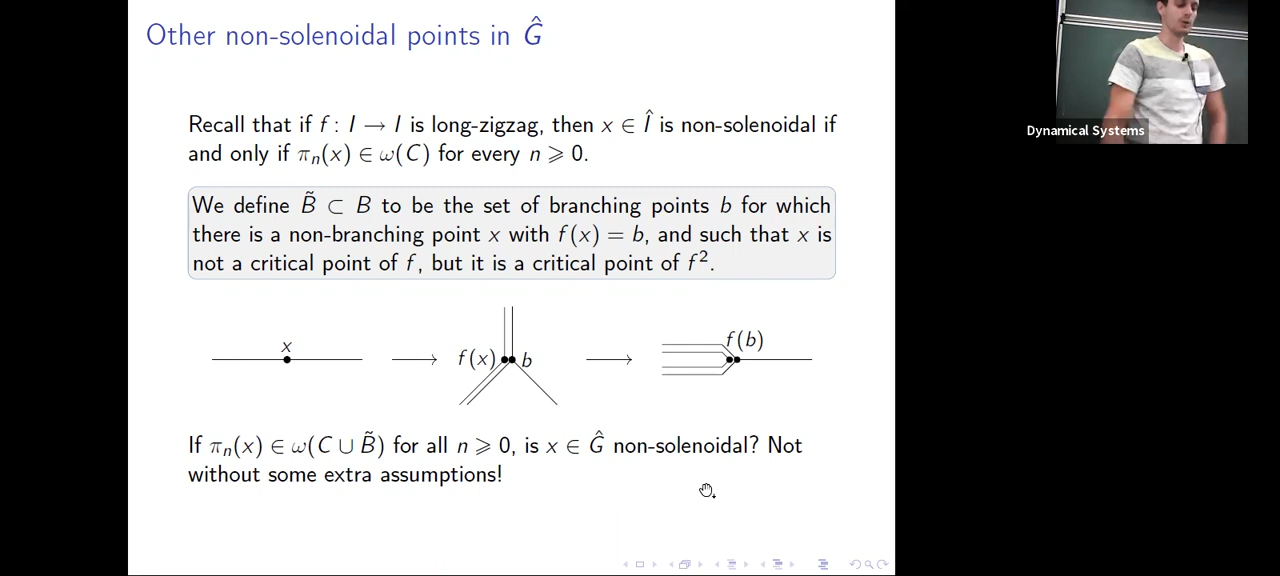 Other non-solenoidal points in Ĝ
Recall that if f : I → I is long-zigzag, then x ∈ Î is non-solenoidal if
and only if πₙ(x) ∈ ω(C) for every n ⩾ 0.
We define B̃ ⊂ B to be the set of branching points b for which
there is a non-branching point x with f(x) = b, and such that x is
not a critical point of f, but it is a critical point of f².
x
f(x) b
f(b)
If πₙ(x) ∈ ω(C ∪ B̃) for all n ⩾ 0, is x ∈ Ĝ non-solenoidal? Not
without some extra assumptions!
Dynamical Systems